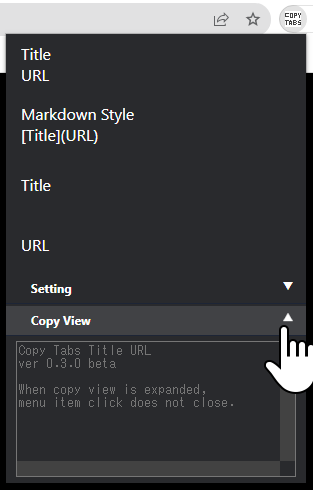 COPY
TABS
Title
URL
Markdown Style
[Title](URL)
Title
URL
Setting
Copy View
Copy Tabs Title URL
ver 0.3.0 beta
When copy view is expanded,
menu item click does not close.